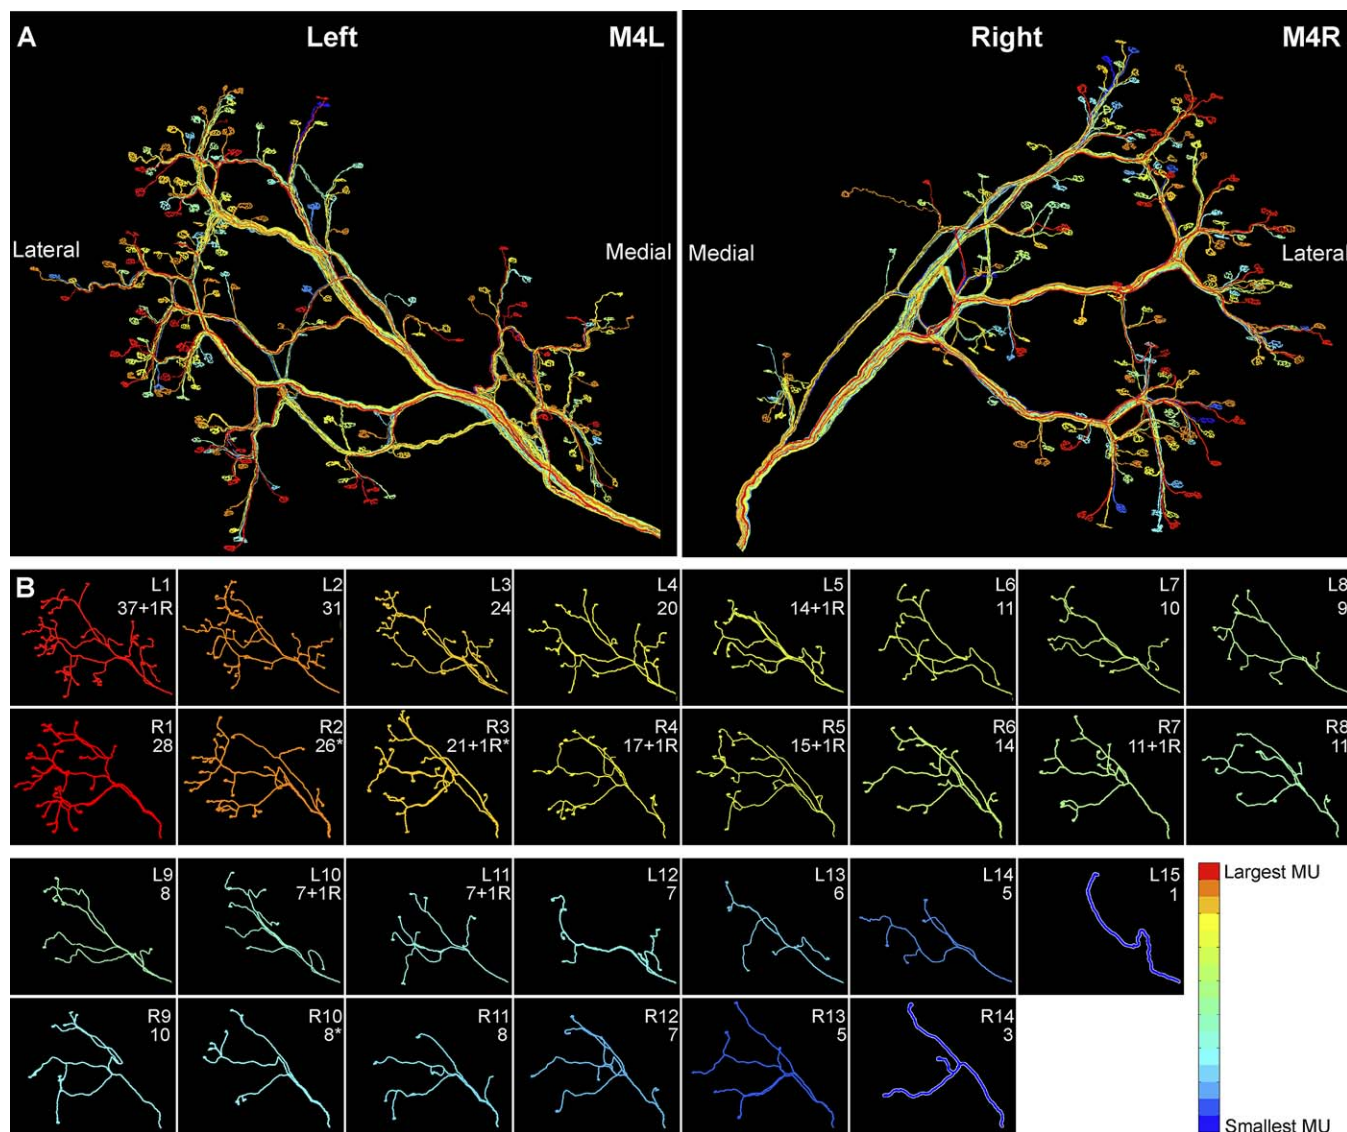 A Left M4L Right M4R
Lateral Medial Medial Lateral
B L1 L2 L3 L4 L5 L6 L7 L8
37+1R 31 24 20 14+1R 11 10 9
R1 R2 R3 R4 R5 R6 R7 R8
28 26* 21+1R* 17+1R 15+1R 14 11+1R 11
L9 L10 L11 L12 L13 L14 L15 Largest MU
8 7+1R 7+1R 7 6 5 1
R9 R10 R11 R12 R13 R14
10 8* 8 7 5 3
Smallest MU